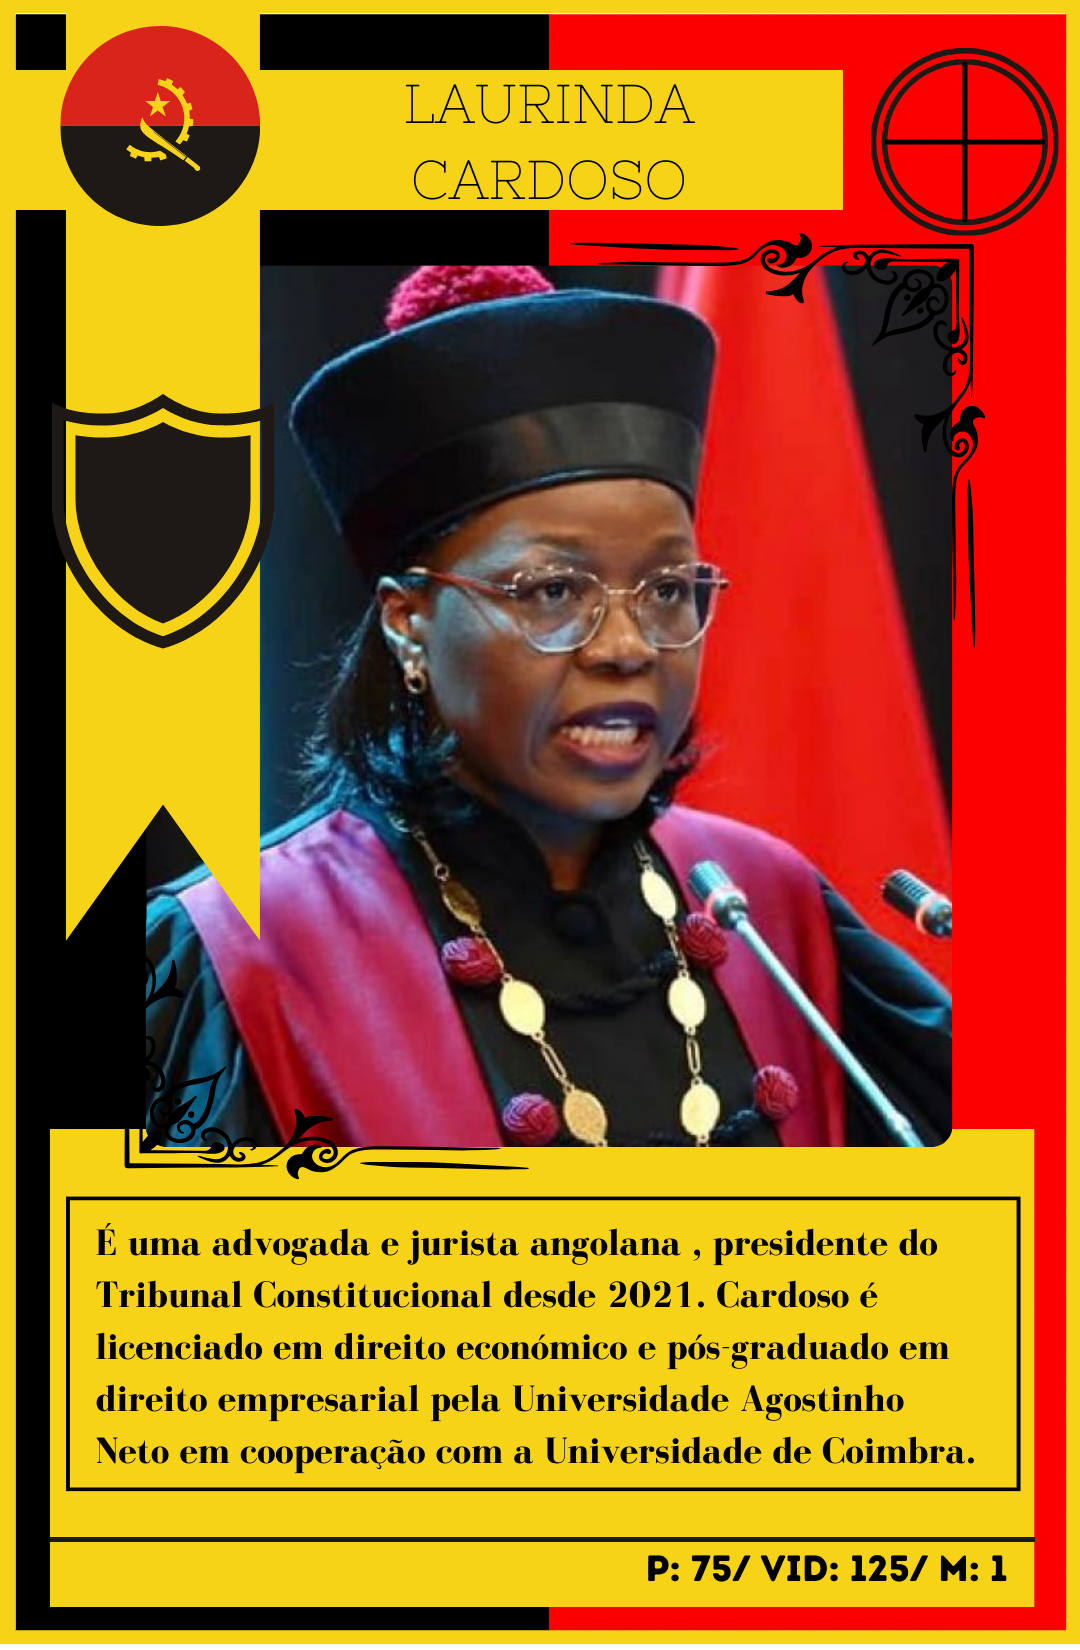 LAURINDA
CARDOSO
É uma advogada e jurista angolana , presidente do
Tribunal Constitucional desde 2021. Cardoso é
licenciado em direito económico e pós-graduado em
direito empresarial pela Universidade Agostinho
Neto em cooperação com a Universidade de Coimbra.
P: 75/ VID: 125/ M: 1